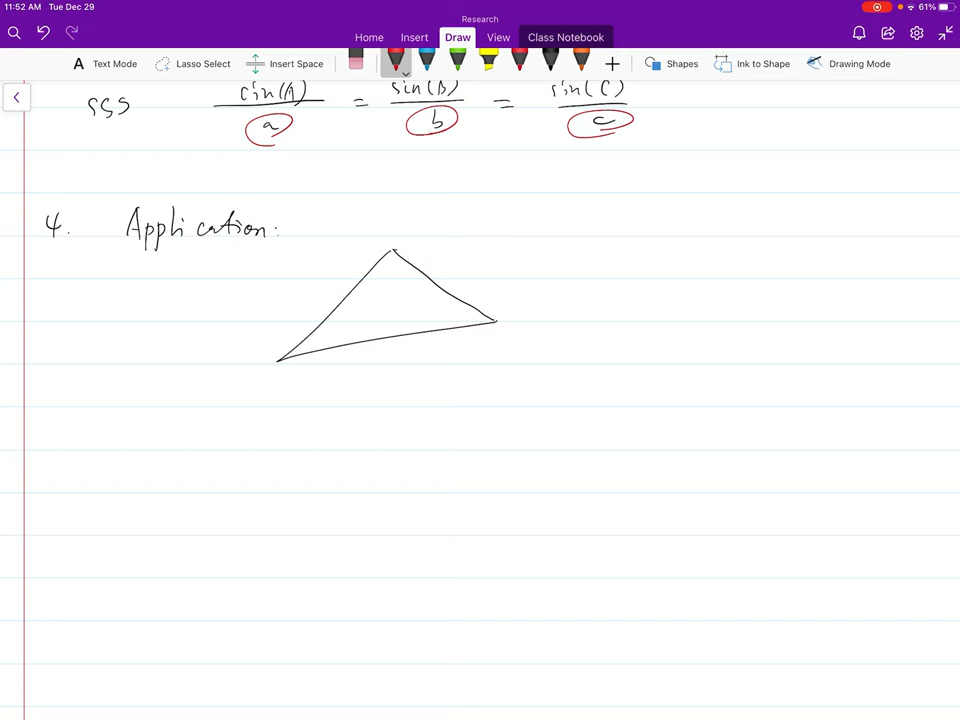 11:52 AM Tue Dec 29
61%
Research
Home Insert Draw View Class Notebook
A Text Mode Lasso Select Insert Space Shapes Ink to Shape Drawing Mode
SSS sin(A) / a = sin(B) / b = sin(C) / c
4. Application: